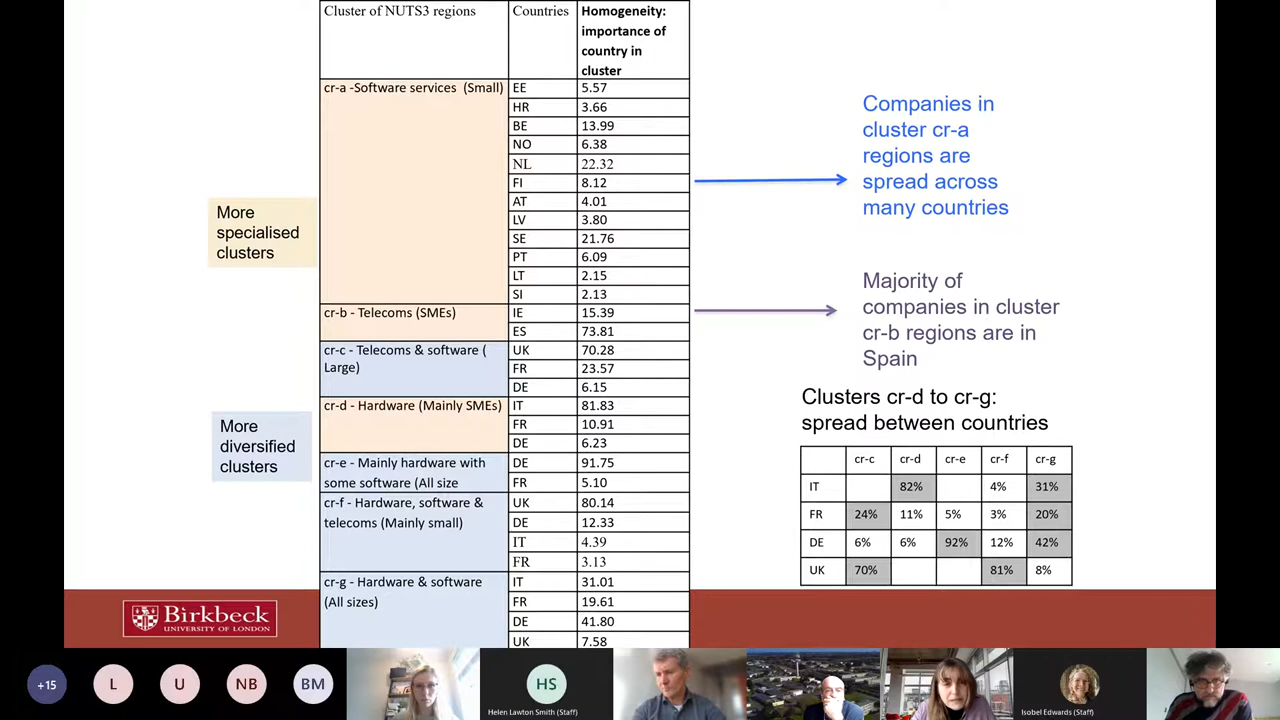 Cluster of NUTS3 regions Countries Homogeneity:
importance of
country in
cluster
cr-a -Software services (Small) EE 5.57
HR 3.66
BE 13.99
NO 6.38
NL 22.32
FI 8.12
AT 4.01
LV 3.80
SE 21.76
PT 6.09
LT 2.15
SI 2.13
cr-b - Telecoms (SMEs) IE 15.39
ES 73.81
cr-c - Telecoms & software ( UK 70.28
Large) FR 23.57
DE 6.15
cr-d - Hardware (Mainly SMEs) IT 81.83
FR 10.91
DE 6.23
cr-e - Mainly hardware with DE 91.75
some software (All size FR 5.10
cr-f - Hardware, software & UK 80.14
telecoms (Mainly small) DE 12.33
IT 4.39
FR 3.13
cr-g - Hardware & software IT 31.01
(All sizes) FR 19.61
DE 41.80
UK 7.58
More
specialised
clusters
More
diversified
clusters
Companies in
cluster cr-a
regions are
spread across
many countries
Majority of
companies in cluster
cr-b regions are in
Spain
Clusters cr-d to cr-g:
spread between countries
cr-c cr-d cr-e cr-f cr-g
IT 82% 4% 31%
FR 24% 11% 5% 3% 20%
DE 6% 6% 92% 12% 42%
UK 70% 81% 8%
Birkbeck
UNIVERSITY OF LONDON
+15 L U NB BM HS
Helen Lawton Smith (Staff)
Isobel Edwards (Staff)